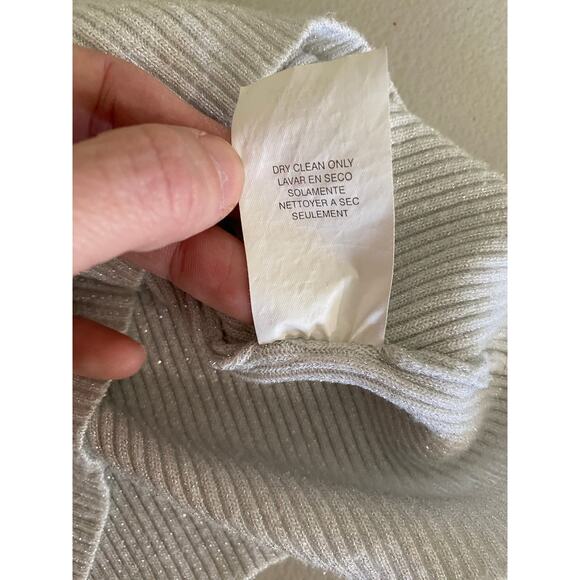 DRY CLEAN ONLY
LAVAR EN SECO
SOLAMENTE
NETTOYER A SEC
SEULEMENT